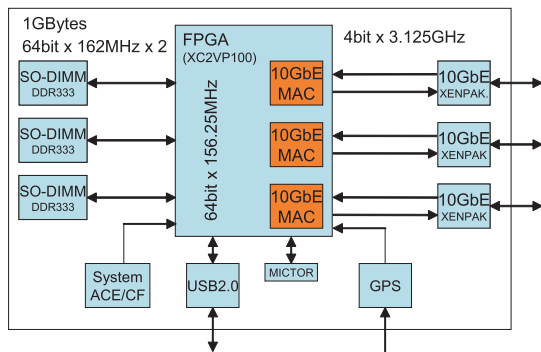 1GBytes
64bit x 162MHz x 2
FPGA
(XC2VP100)
4bit x 3.125GHz
SO-DIMM
DDR333
SO-DIMM
DDR333
SO-DIMM
DDR333
64bit x 156.25MHz
10GbE
MAC
10GbE
MAC
10GbE
MAC
10GbE
XENPAK.
10GbE
XENPAK
10GbE
XENPAK
System
ACE/CF
USB2.0
MICTOR
GPS